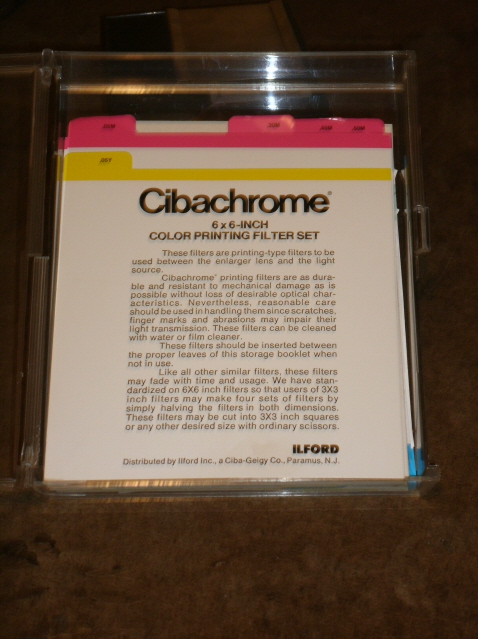 Cibachrome®
6 x 6-INCH
COLOR PRINTING FILTER SET
These filters are printing-type filters to be
used between the enlarger lens and the light
source.
Cibachrome® printing filters are as dura-
ble and resistant to mechanical damage as is
possible without loss of desirable optical char-
acteristics. Nevertheless, reasonable care
should be used in handling them since scratches,
finger marks and abrasions may impair their
light transmission. These filters can be cleaned
with water or film cleaner.
These filters should be inserted between
the proper leaves of this storage booklet when
not in use.
Like all other similar filters, these filters
may fade with time and usage. We have stan-
dardized on 6X6 inch filters so that users of 3X3
inch filters may make four sets of filters by
simply halving the filters in both dimensions.
These filters may be cut into 3X3 inch squares
or any other desired size with ordinary scissors.
ILFORD
Distributed by Ilford Inc., a Ciba-Geigy Co., Paramus, N.J.